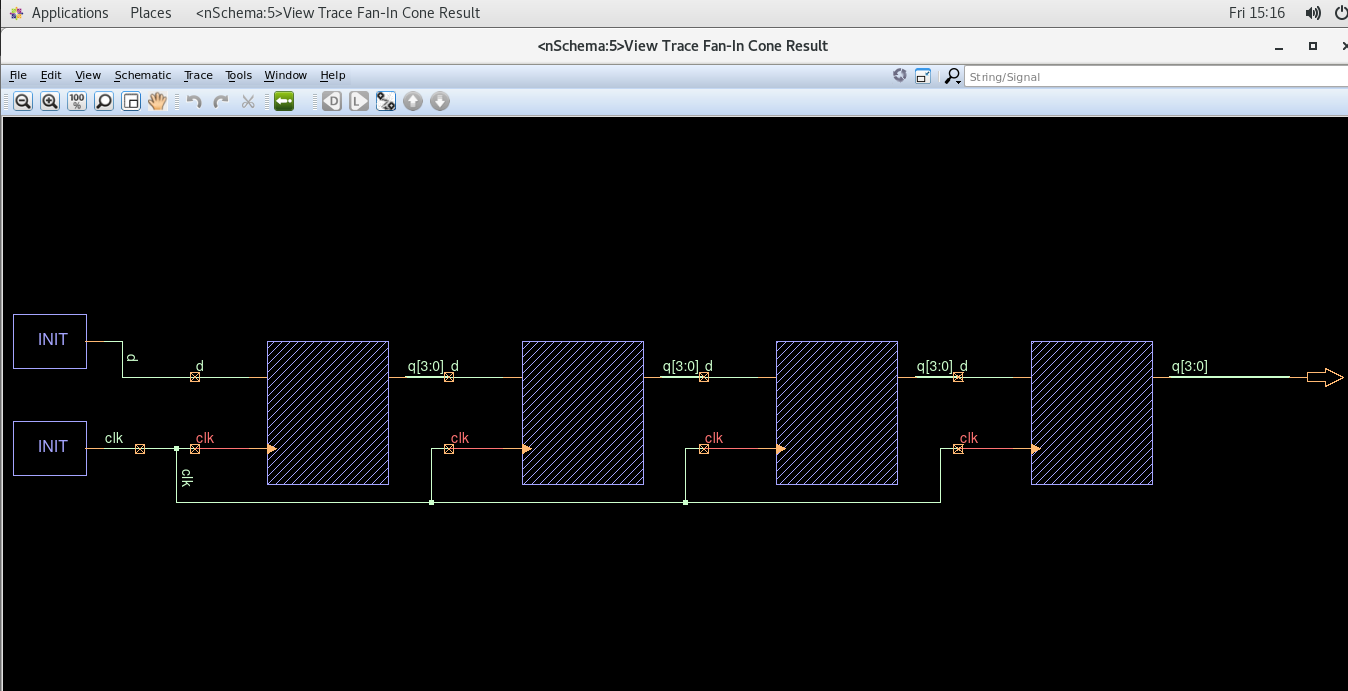 Applications Places <nSchema:5>View Trace Fan-In Cone Result Fri 15:16
<nSchema:5>View Trace Fan-In Cone Result
File Edit View Schematic Trace Tools Window Help String/Signal
100 % D L
INIT
d
d q[3:0] d q[3:0] d q[3:0] d q[3:0]
INIT
clk clk clk clk clk
clk